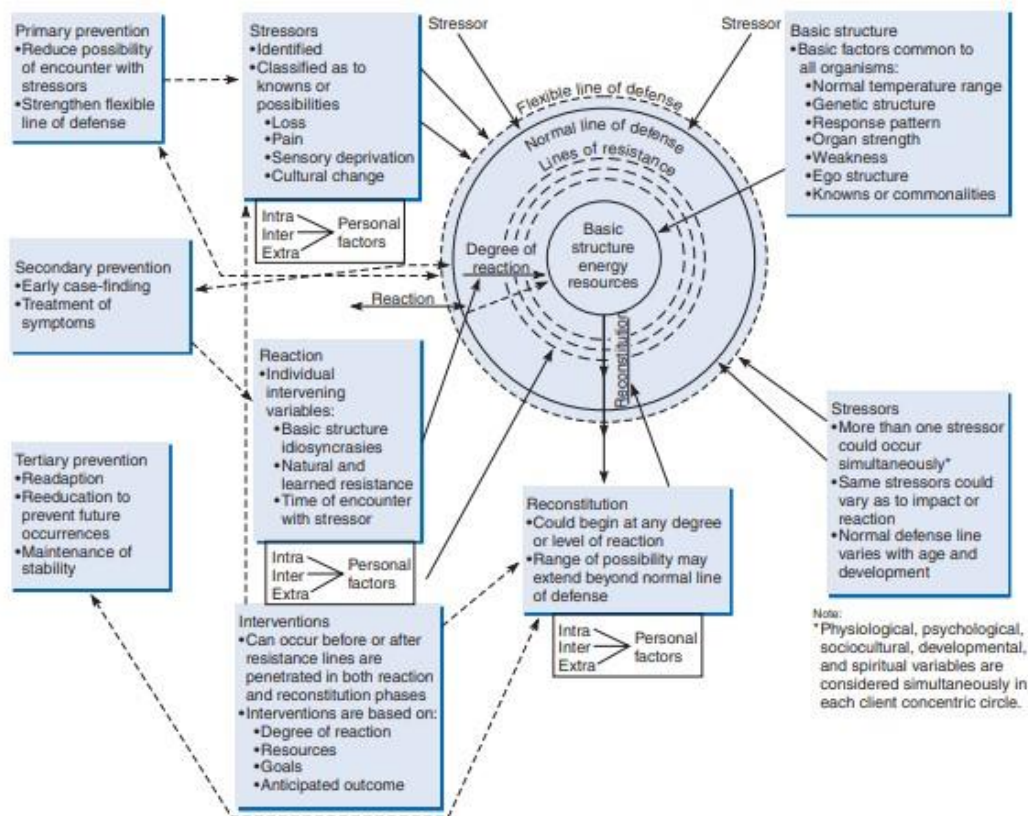 Primary prevention
•Reduce possibility
of encounter with
stressors
•Strengthen flexible
line of defense
Stressors
•Identified
•Classified as to
knowns or
possibilities
•Loss
•Pain
•Sensory deprivation
•Cultural change
Intra
Inter
Extra
Personal
factors
Stressor
Stressor
Basic structure
•Basic factors common to
all organisms:
•Normal temperature range
•Genetic structure
•Response pattern
•Organ strength
•Weakness
•Ego structure
•Knowns or commonalities
Flexible line of defense
Normal line of defense
Lines of resistance
Basic
structure
energy
resources
Degree of
reaction
Reaction
Reconstitution
Secondary prevention
•Early case-finding
•Treatment of
symptoms
Reaction
•Individual
intervening
variables:
•Basic structure
idiosyncrasies
•Natural and
learned resistance
•Time of encounter
with stressor
Intra
Inter
Extra
Personal
factors
Tertiary prevention
•Readaption
•Reeducation to
prevent future
occurrences
•Maintenance of
stability
Interventions
•Can occur before or after
resistance lines are
penetrated in both reaction
and reconstitution phases
•Interventions are based on:
•Degree of reaction
•Resources
•Goals
•Anticipated outcome
Reconstitution
•Could begin at any degree
or level of reaction
•Range of possibility may
extend beyond normal line
of defense
Intra
Inter
Extra
Personal
factors
Stressors
•More than one stressor
could occur
simultaneously*
•Same stressors could
vary as to impact or
reaction
•Normal defense line
varies with age and
development
Note:
*Physiological, psychological,
sociocultural, developmental,
and spiritual variables are
considered simultaneously in
each client concentric circle.